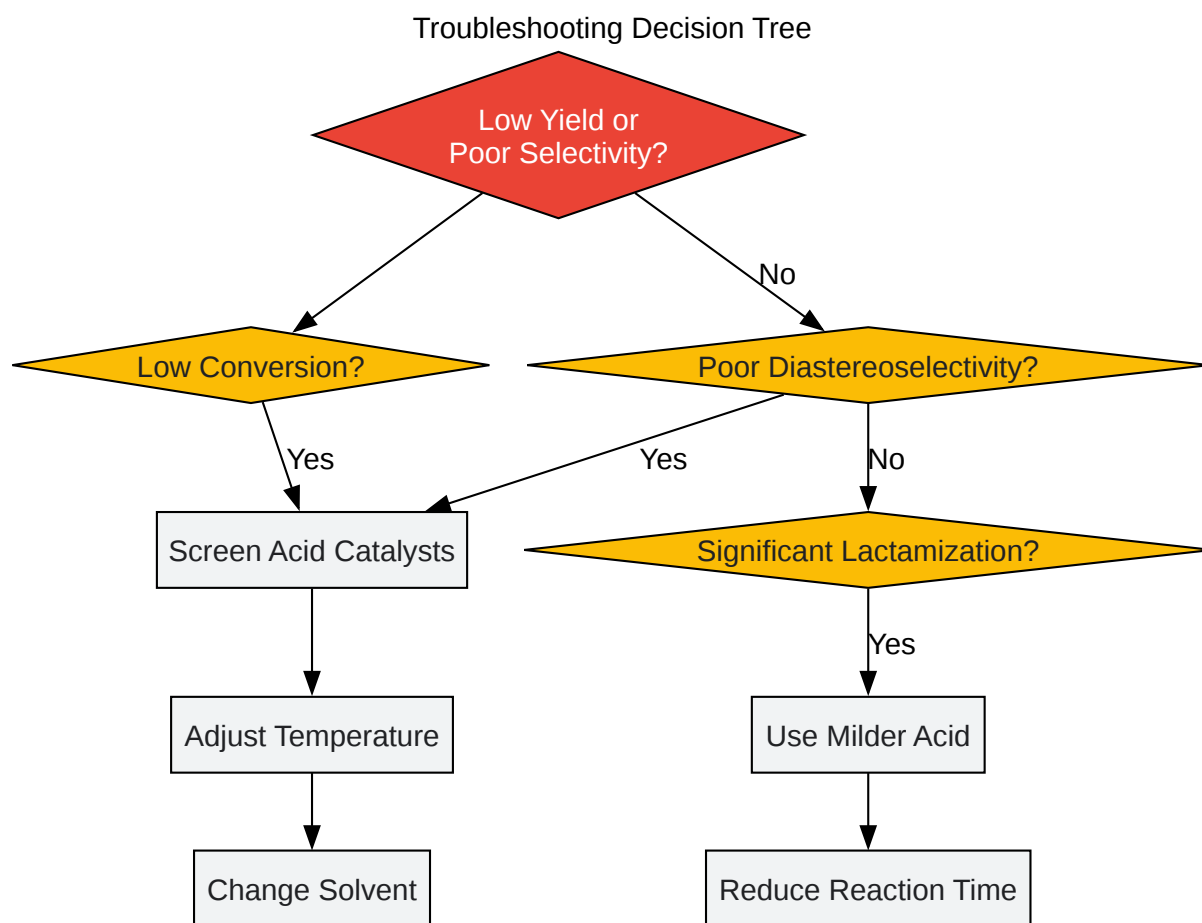 Troubleshooting Decision Tree
Low Yield or
Poor Selectivity?
No
Low Conversion?
Poor Diastereoselectivity?
Yes
Yes
No
Screen Acid Catalysts
Significant Lactamization?
Yes
Adjust Temperature
Use Milder Acid
Change Solvent
Reduce Reaction Time